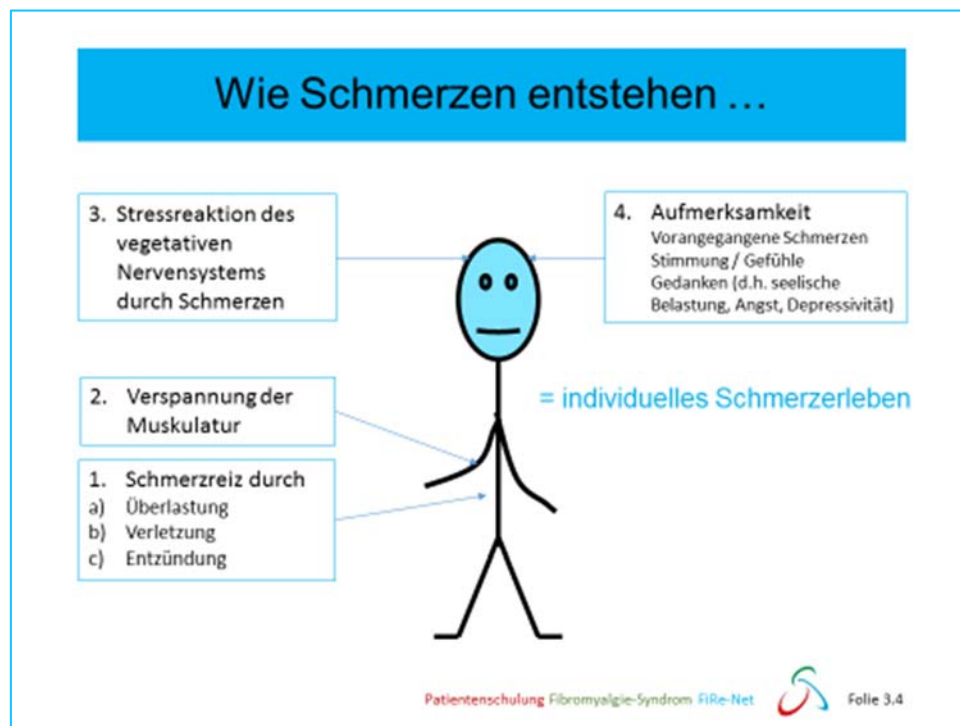 Wie Schmerzen entstehen ...
3. Stressreaktion des
vegetativen
Nervensystems
durch Schmerzen
4. Aufmerksamkeit
Vorangegangene Schmerzen
Stimmung / Gefühle
Gedanken (d.h. seelische
Belastung, Angst, Depressivität)
2. Verspannung der
Muskulatur
= individuelles Schmerzerleben
1. Schmerzreiz durch
a) Überlastung
b) Verletzung
c) Entzündung
Patientenschulung Fibromyalgie-Syndrom FiRe-Net
Folie 3.4